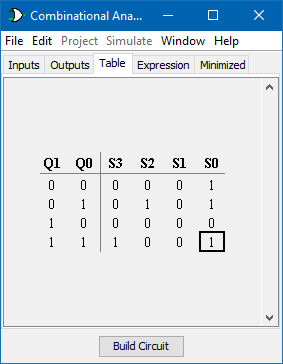 Combinational Ana...
File Edit Project Simulate Window Help
Inputs Outputs Table Expression Minimized
Q1 Q0 S3 S2 S1 S0
0 0 0 0 0 1
0 1 0 1 0 1
1 0 0 0 0 0
1 1 1 0 0 1
Build Circuit